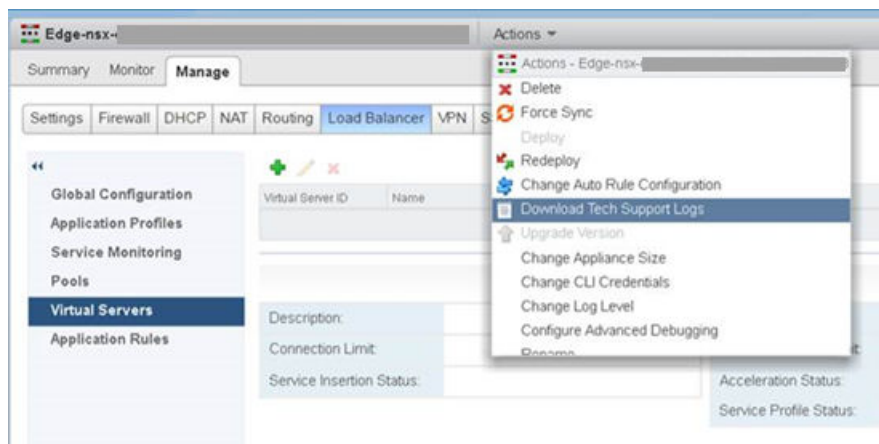 Edge-nsx-
Actions
Summary Monitor Manage
Actions - Edge-nsx-
Delete
Settings Firewall DHCP NAT Routing Load Balancer VPN S
Force Sync
Deploy
Redeploy
Global Configuration
Virtual Server ID Name
Change Auto Rule Configuration
Application Profiles
Download Tech Support Logs
Service Monitoring
Upgrade Version
Pools
Change Appliance Size
Change CLI Credentials
Virtual Servers
Description:
Change Log Level
Application Rules
Configure Advanced Debugging
Connection Limit:
Rename
Service Insertion Status:
Acceleration Status:
Service Profile Status: